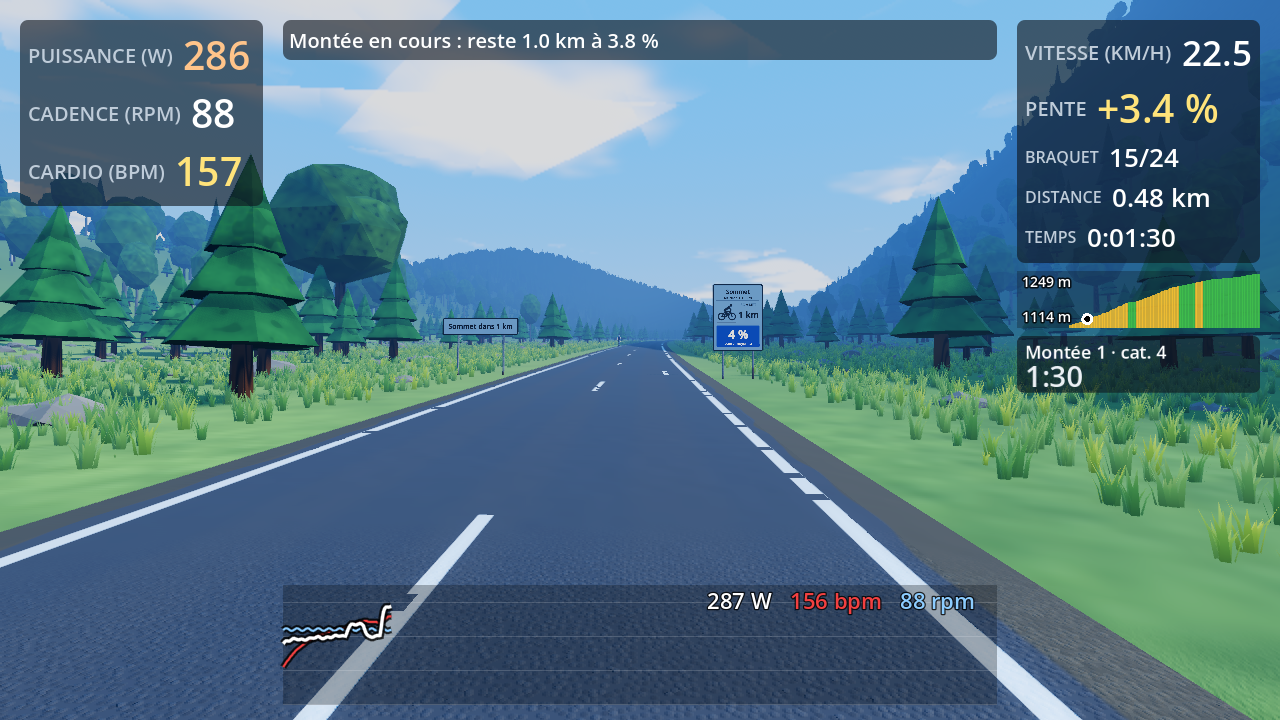 PUISSANCE (W) 286
CADENCE (RPM) 88
CARDIO (BPM) 157
Montée en cours : reste 1.0 km à 3.8 %
VITESSE (KM/H) 22.5
PENTE +3.4 %
BRAQUET 15/24
DISTANCE 0.48 km
TEMPS 0:01:30
1249 m
1114 m
Montée 1 · cat. 4
1:30
Sommet dans 1 km
Sommet
1 km
4 %
287 W 156 bpm 88 rpm